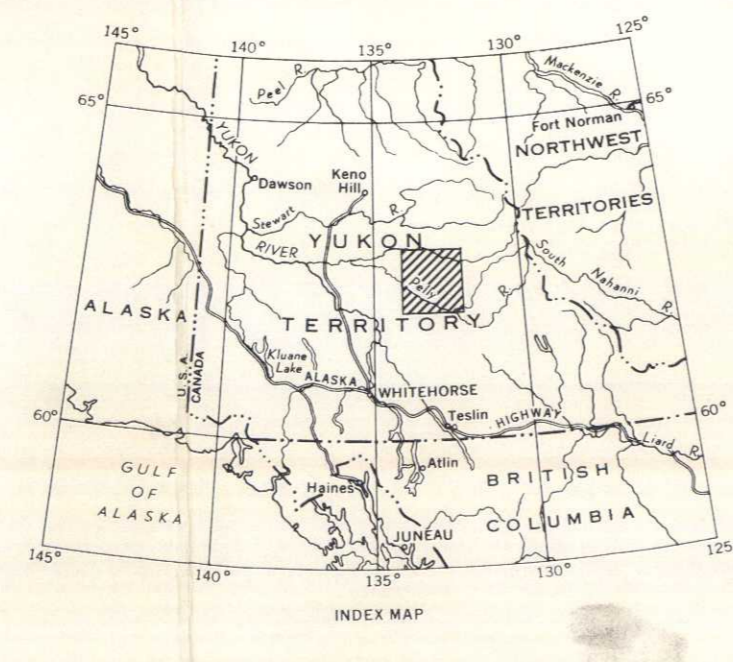 145°
140°
135°
130°
125°
Peel R.
Mackenzie R.
65°
65°
Fort Norman
NORTHWEST
YUKON
Keno
Hill
Dawson
TERRITORIES
Stewart R.
YUKON
RIVER
South
Nahanni R.
Pelly R.
ALASKA
TERRITORY
Kluane
Lake
U.S.A.
CANADA
ALASKA
WHITEHORSE
60°
Teslin
HIGHWAY
60°
Liard R.
GULF
OF
ALASKA
Atlin
BRITISH
Haines
COLUMBIA
JUNEAU
145°
140°
135°
130°
125°
INDEX MAP